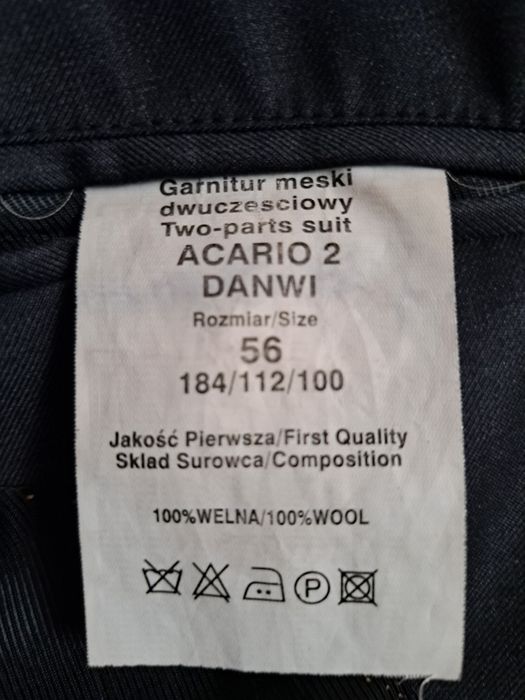 Garnitur meski
dwuczesciowy
Two-parts suit
ACARIO 2
DANWI
Rozmiar/Size
56
184/112/100
Jakość Pierwsza/First Quality
Sklad Surowca/Composition
100%WELNA/100%WOOL
P